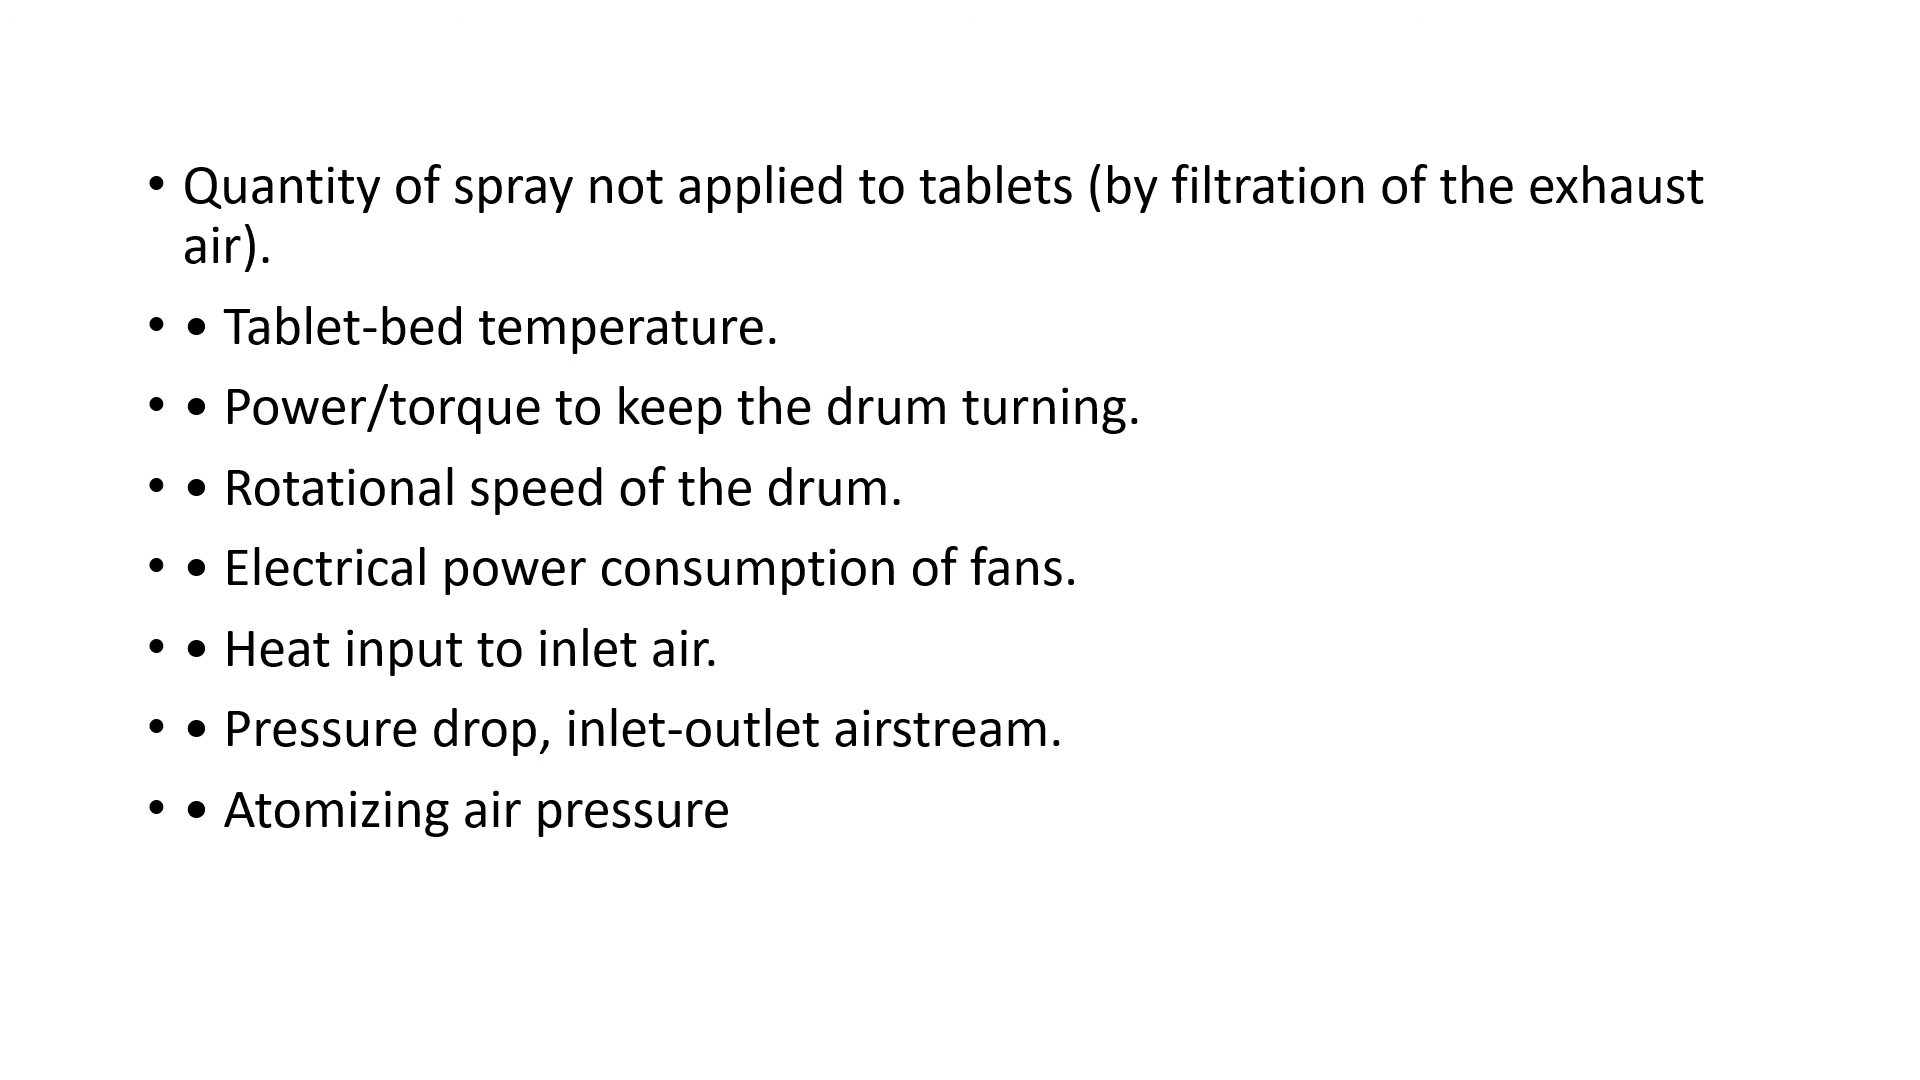 • Quantity of spray not applied to tablets (by filtration of the exhaust
air).
• • Tablet-bed temperature.
• • Power/torque to keep the drum turning.
• • Rotational speed of the drum.
• • Electrical power consumption of fans.
• • Heat input to inlet air.
• • Pressure drop, inlet-outlet airstream.
• • Atomizing air pressure